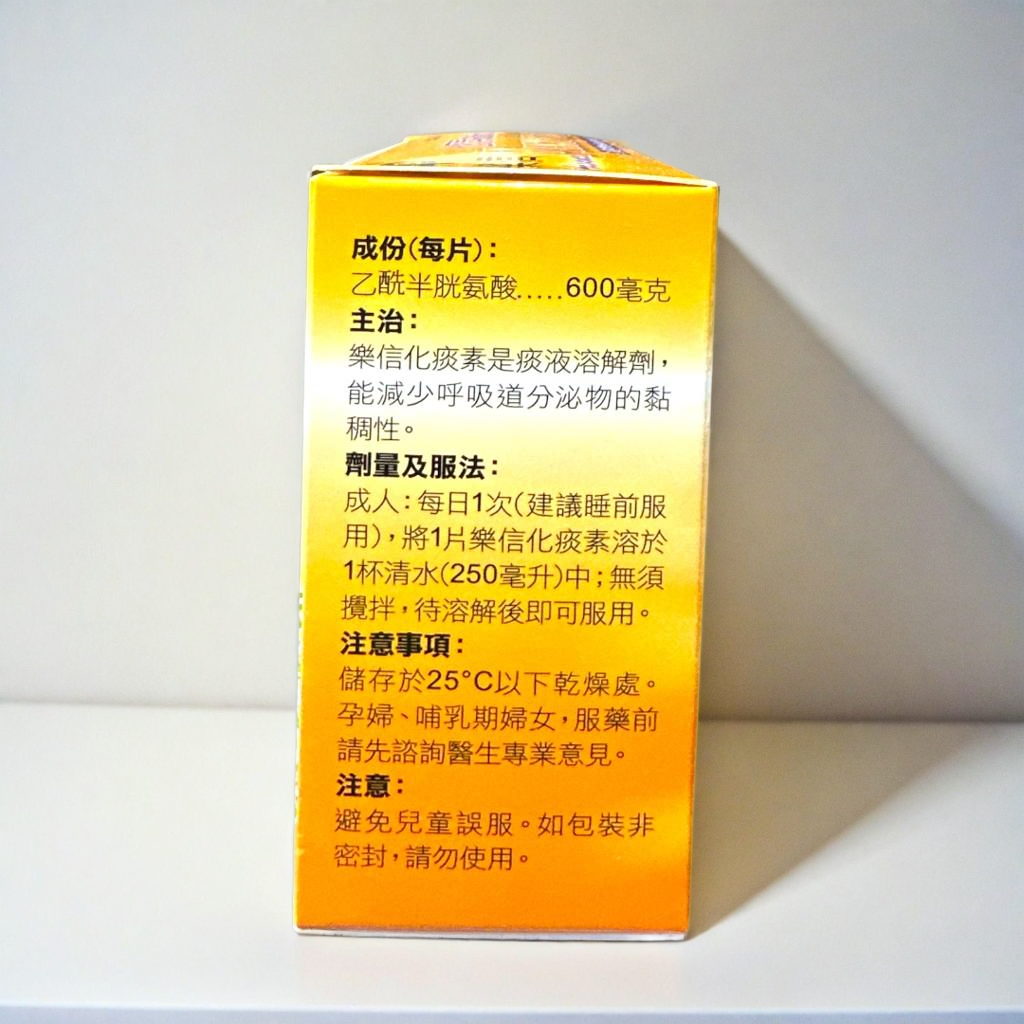 成份(每片):
乙酰半胱氨酸.....600毫克
主治:
樂信化痰素是痰液溶解劑,
能減少呼吸道分泌物的黏
稠性。
劑量及服法:
成人:每日1次(建議睡前服
用),將1片樂信化痰素溶於
1杯清水(250毫升)中;無須
攪拌,待溶解後即可服用。
注意事項:
儲存於25°C以下乾燥處。
孕婦、哺乳期婦女,服藥前
請先諮詢醫生專業意見。
注意:
避免兒童誤服。如包裝非
密封,請勿使用。